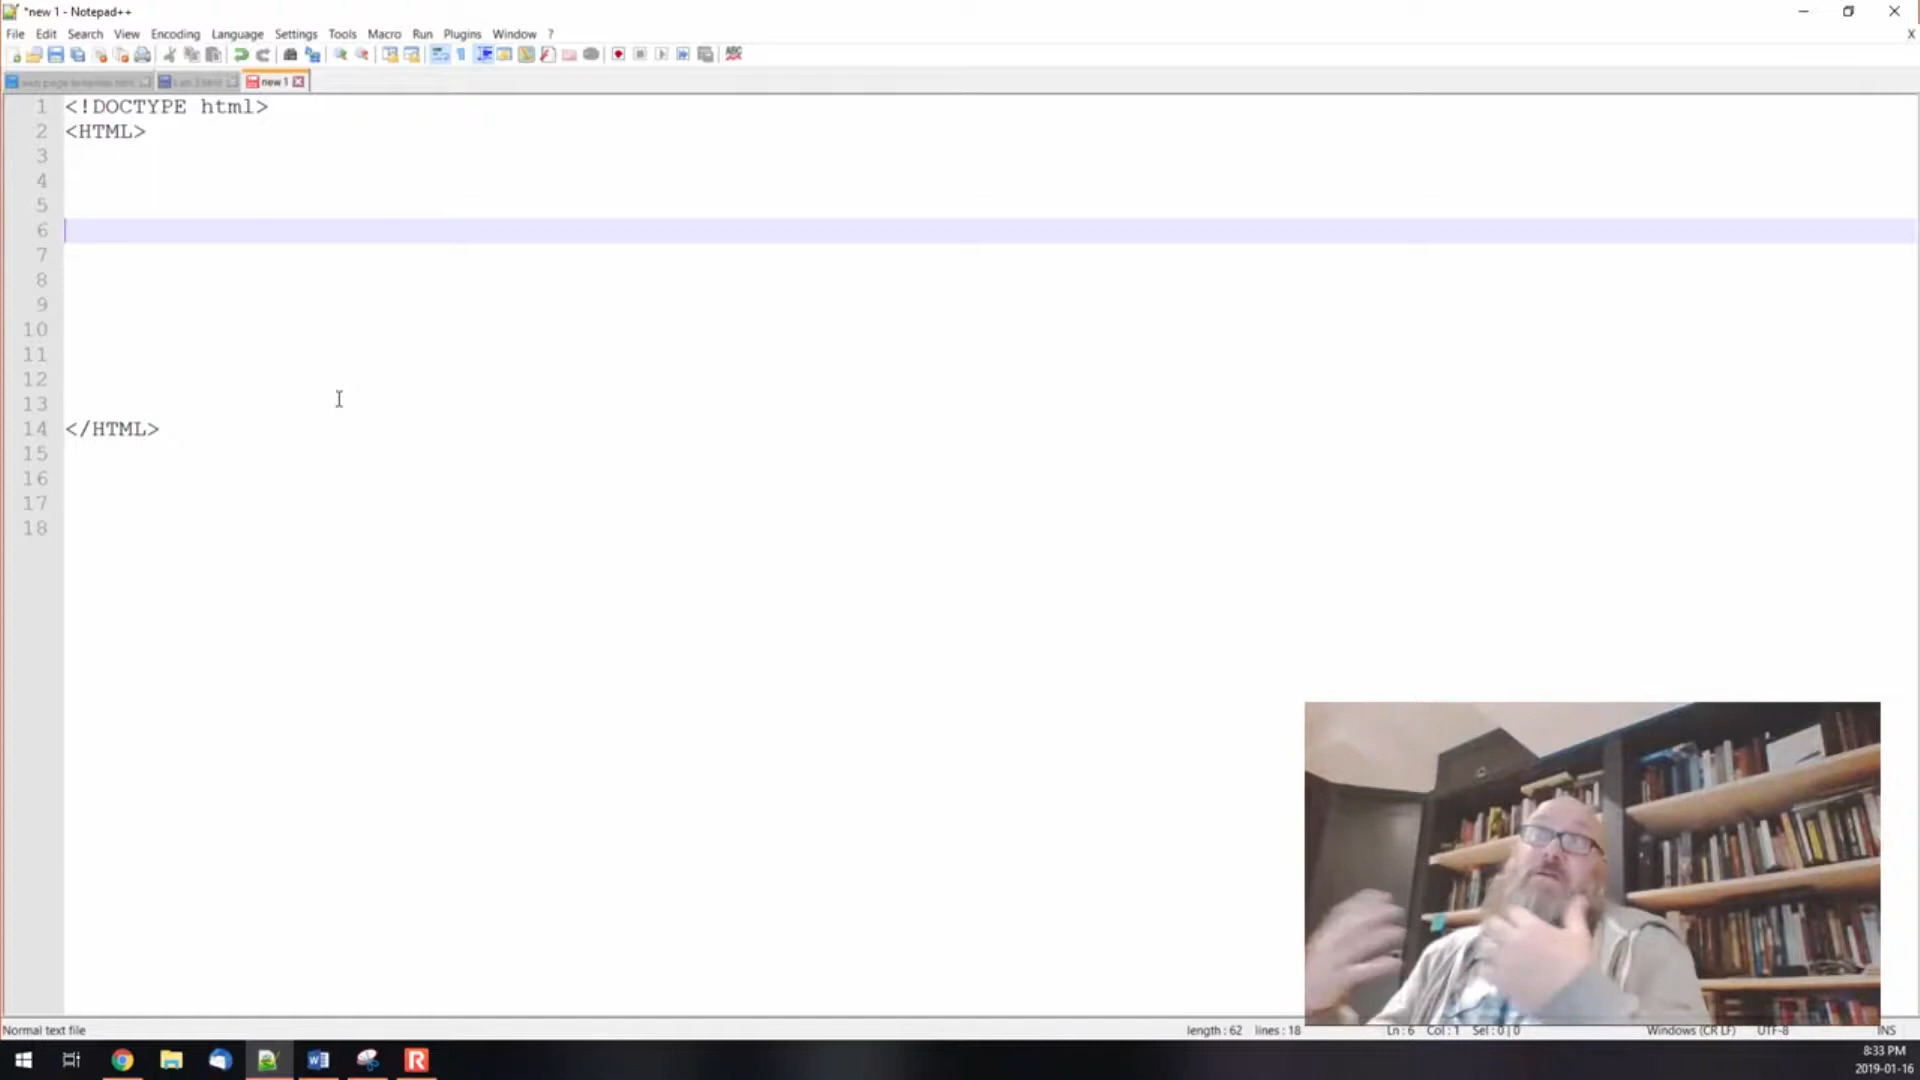 *new 1 - Notepad++
File Edit Search View Encoding Language Settings Tools Macro Run Plugins Window ? X
new 1
1 <!DOCTYPE html>
2 <HTML>
3
4
5
6
7
8
9
10
11
12
13
14 </HTML>
15
16
17
18
Normal text file length : 62 lines : 18 Ln : 6 Col : 1 Sel : 0 | 0 Windows (CR LF) UTF-8 INS
8:33 PM
2019-01-16